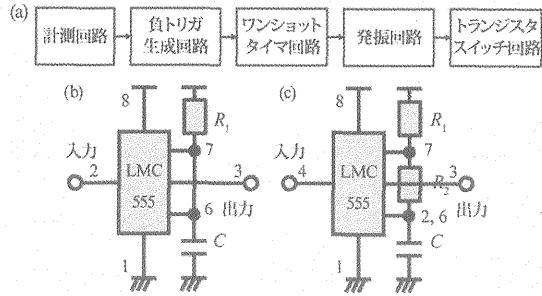 (a)
計測回路
負トリガ
生成回路
ワンショット
タイマ回路
発振回路
トランジスタ
スイッチ回路
(b)
8
R1
7
入力
2
LMC
555
3
6
出力
1
C
(c)
8
R1
7
入力
4
LMC
555
R2
3
2, 6
出力
1
C